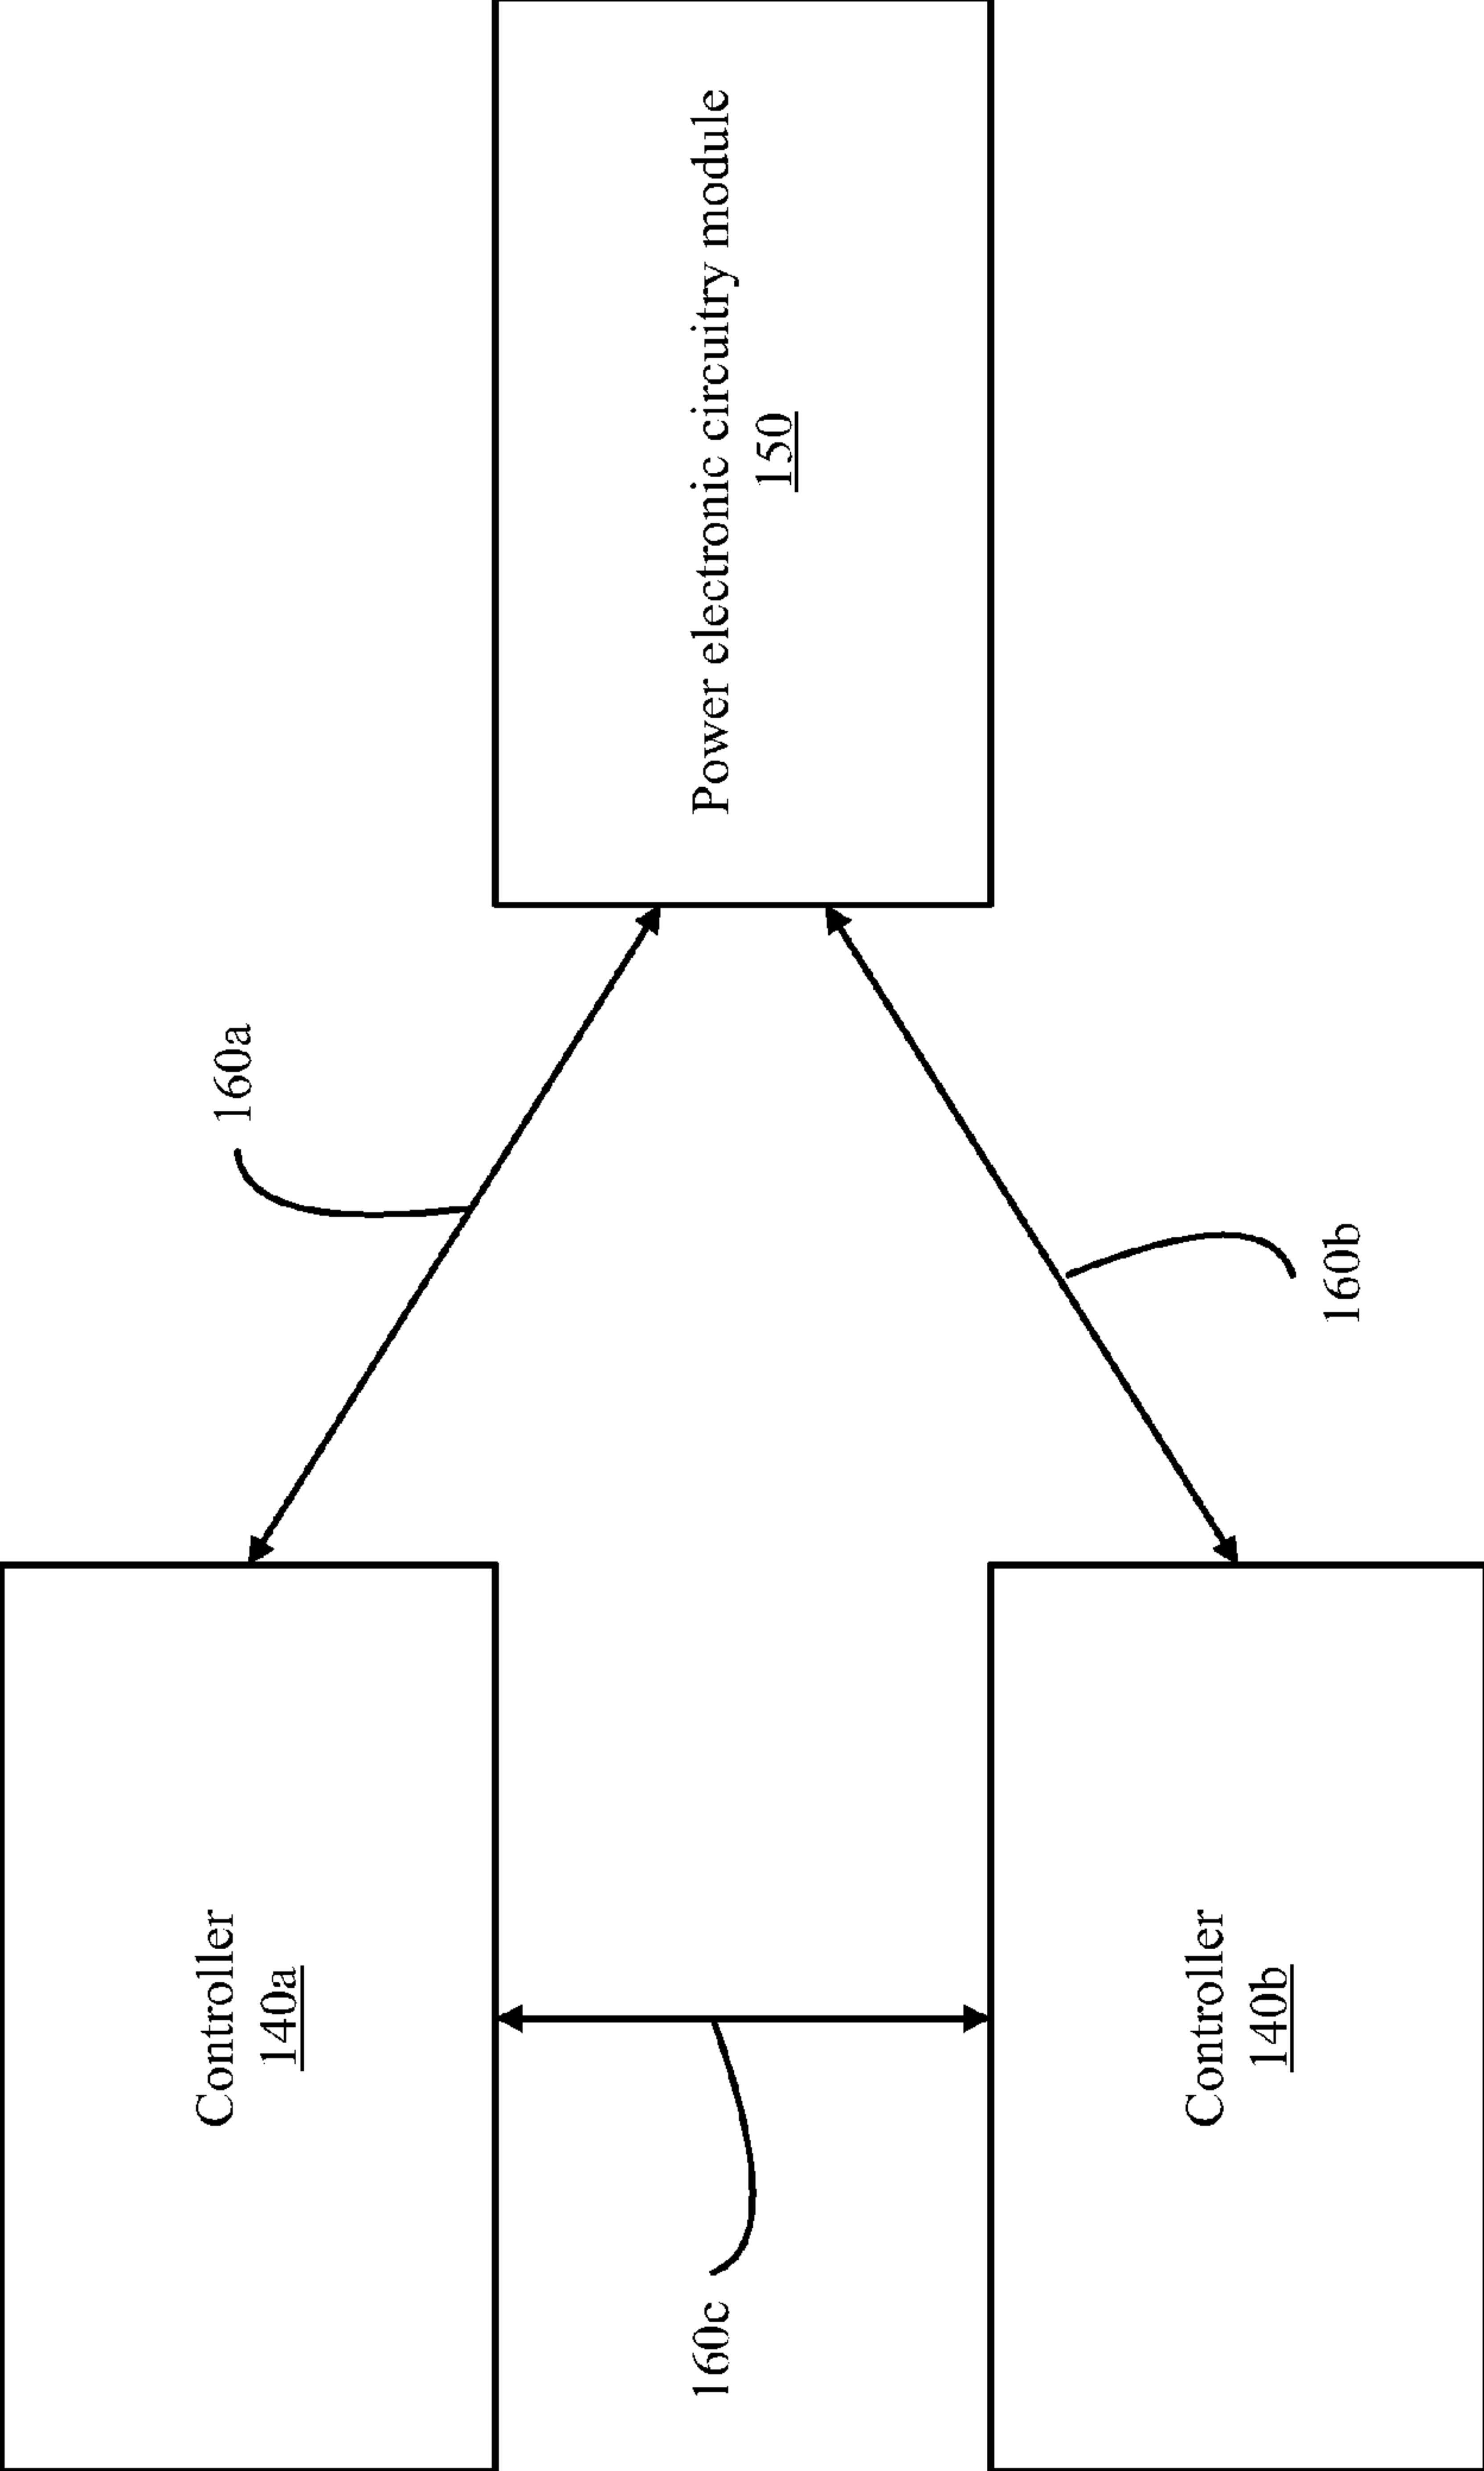 Controller
140a
160a
160c
Power electronic circuitry module
150
Controller
140b
160b